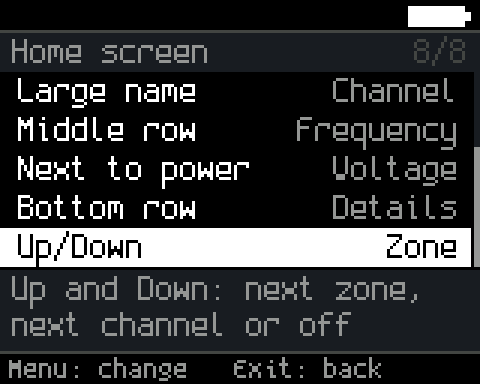 Home screen 8/8
Large name Channel
Middle row Frequency
Next to power Voltage
Bottom row Details
Up/Down Zone
Up and Down: next zone,
next channel or off
Menu: change Exit: back